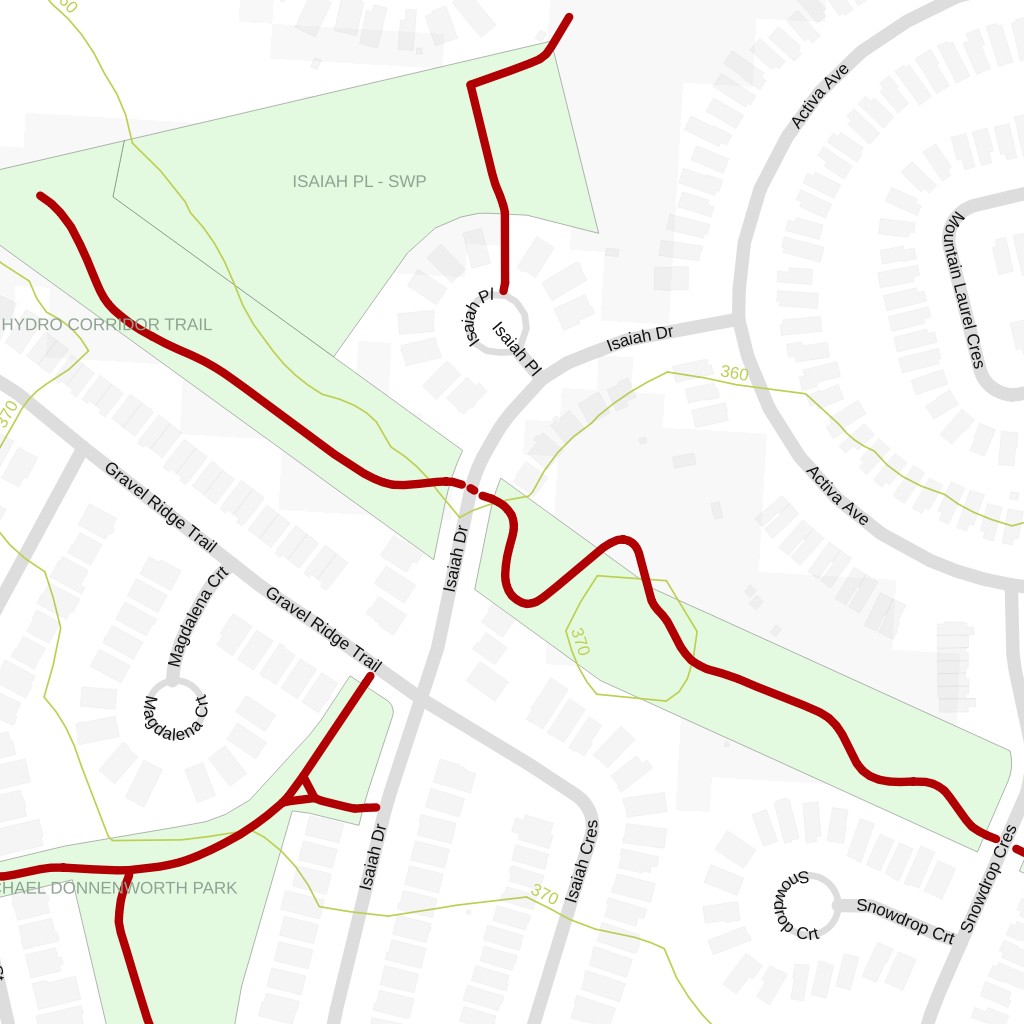 60
Activa Ave
ISAIAH PL - SWP
Mountain Laurel Cres
Isaiah Pl
Isaiah Pl
HYDRO CORRIDOR TRAIL
Isaiah Dr
360
370
Gravel Ridge Trail
Activa Ave
Isaiah Dr
Magdalena Crt
Gravel Ridge Trail
370
Magdalena Crt
Isaiah Dr
Isaiah Cres
Snowdrop Cres
CHAEL DONNENWORTH PARK
370
Snowdrop Crt
Snowdrop Crt